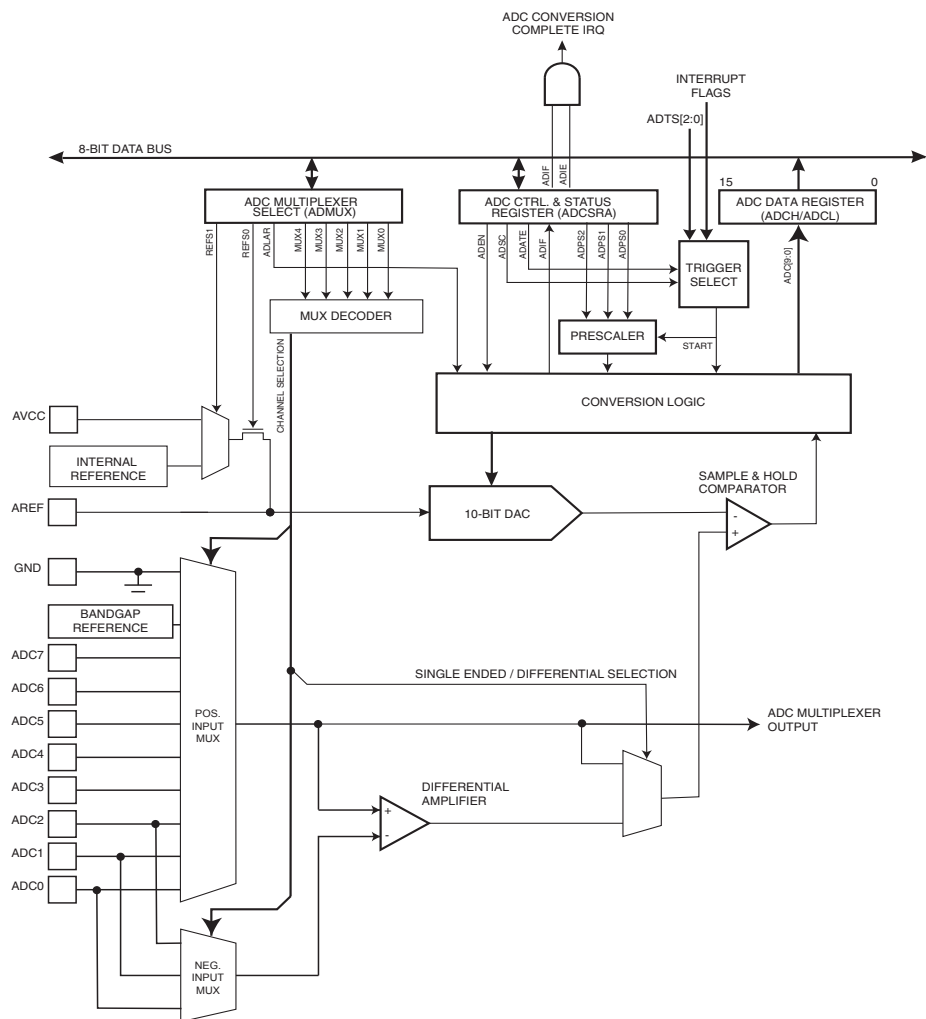 ADC CONVERSION
COMPLETE IRQ
INTERRUPT
FLAGS
ADTS[2:0]
8-BIT DATA BUS
ADIF
ADIE
15
0
ADC MULTIPLEXER
SELECT (ADMUX)
ADC CTRL. & STATUS
REGISTER (ADCSRA)
ADC DATA REGISTER
(ADCH/ADCL)
REFS1
REFS0
ADLAR
MUX4
MUX3
MUX2
MUX1
MUX0
ADEN
ADSC
ADATE
ADIF
ADPS2
ADPS1
ADPS0
TRIGGER
SELECT
ADC[9:0]
MUX DECODER
PRESCALER
START
CHANNEL SELECTION
CONVERSION LOGIC
AVCC
INTERNAL
REFERENCE
SAMPLE & HOLD
COMPARATOR
AREF
10-BIT DAC
-
+
GND
BANDGAP
REFERENCE
ADC7
SINGLE ENDED / DIFFERENTIAL SELECTION
ADC6
ADC5
POS.
INPUT
MUX
ADC MULTIPLEXER
OUTPUT
ADC4
ADC3
DIFFERENTIAL
AMPLIFIER
ADC2
+
-
ADC1
ADC0
NEG.
INPUT
MUX